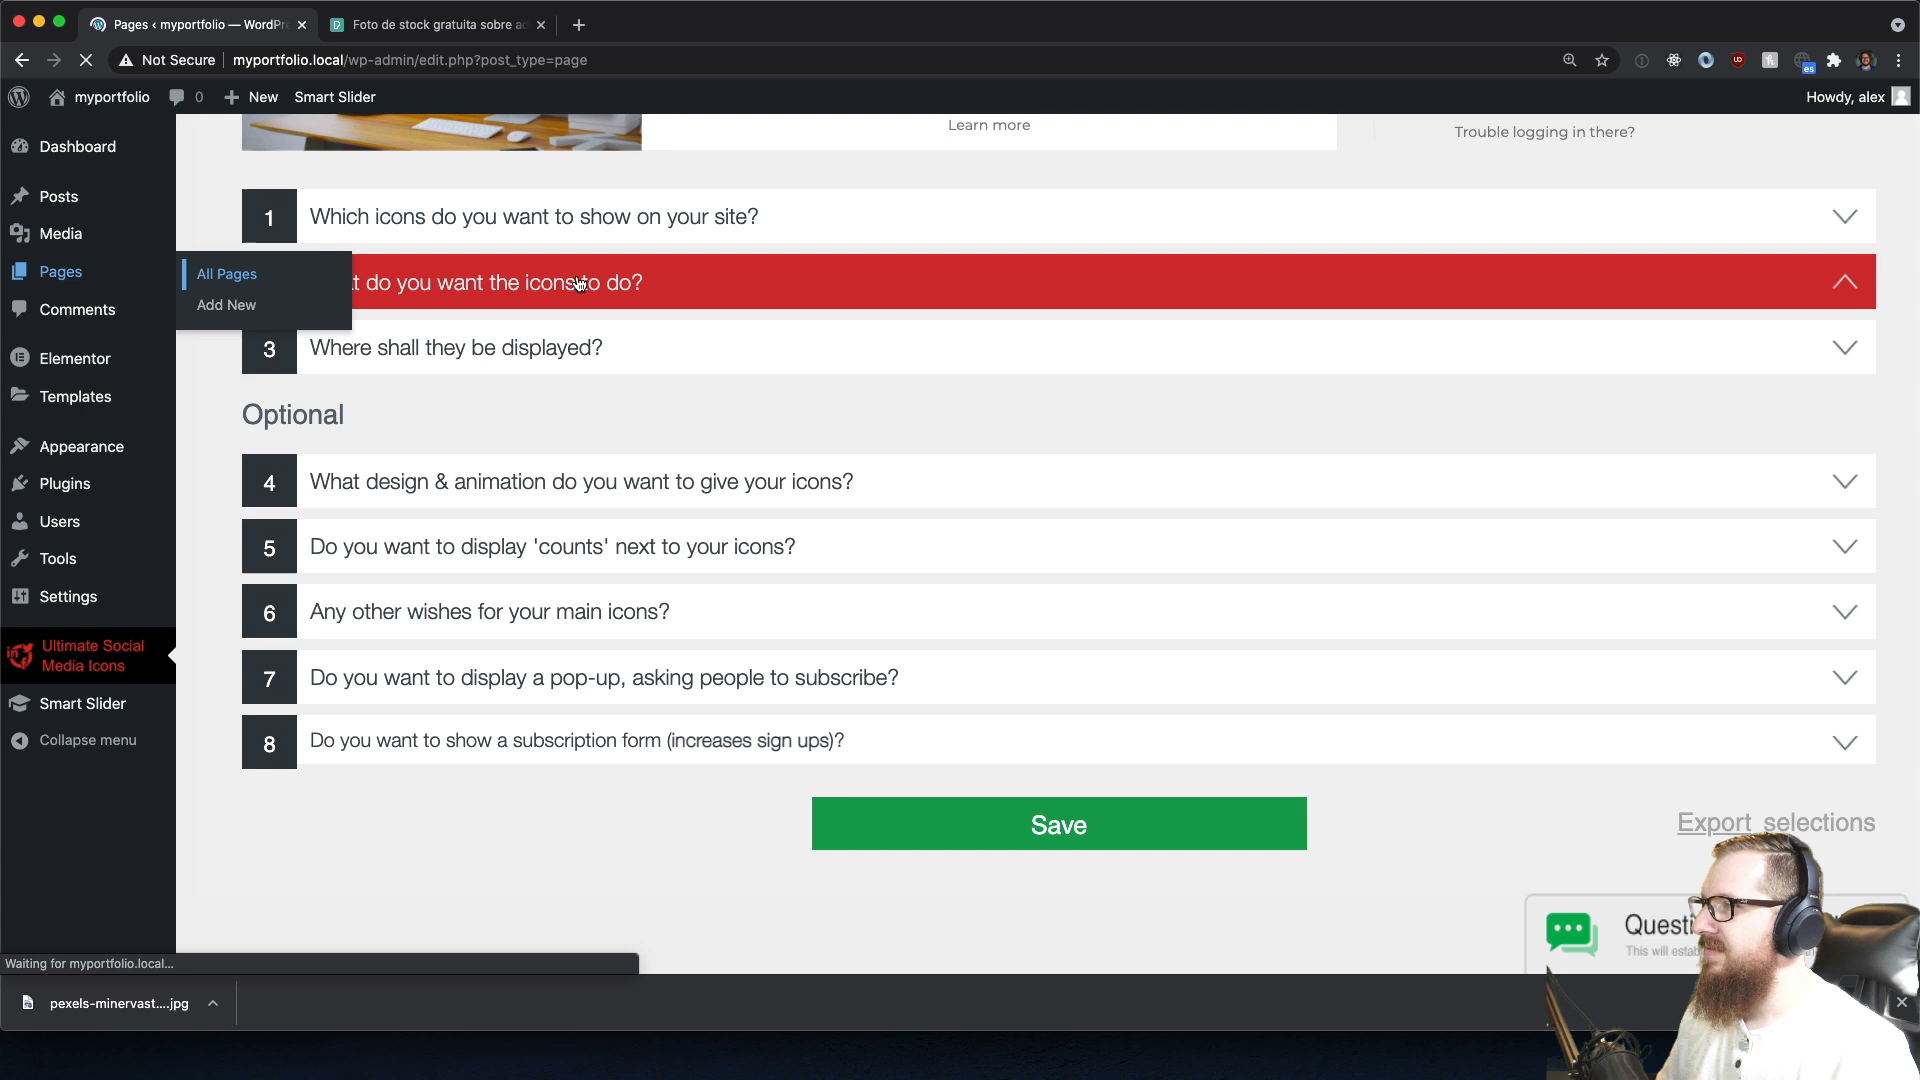 Pages ‹ myportfolio — WordPre
Foto de stock gratuita sobre ac
Not Secure
myportfolio.local/wp-admin/edit.php?post_type=page
es
myportfolio
0
New
Smart Slider
Howdy, alex
Dashboard
Posts
Media
Pages
Comments
Elementor
Templates
Appearance
Plugins
Users
Tools
Settings
Ultimate Social
Media Icons
Smart Slider
Collapse menu
All Pages
Add New
Learn more
Trouble logging in there?
1 Which icons do you want to show on your site?
t do you want the icons to do?
3 Where shall they be displayed?
Optional
4 What design & animation do you want to give your icons?
5 Do you want to display 'counts' next to your icons?
6 Any other wishes for your main icons?
7 Do you want to display a pop-up, asking people to subscribe?
8 Do you want to show a subscription form (increases sign ups)?
Save
Export selections
Questi
This will estab
Waiting for myportfolio.local...
pexels-minervast....jpg